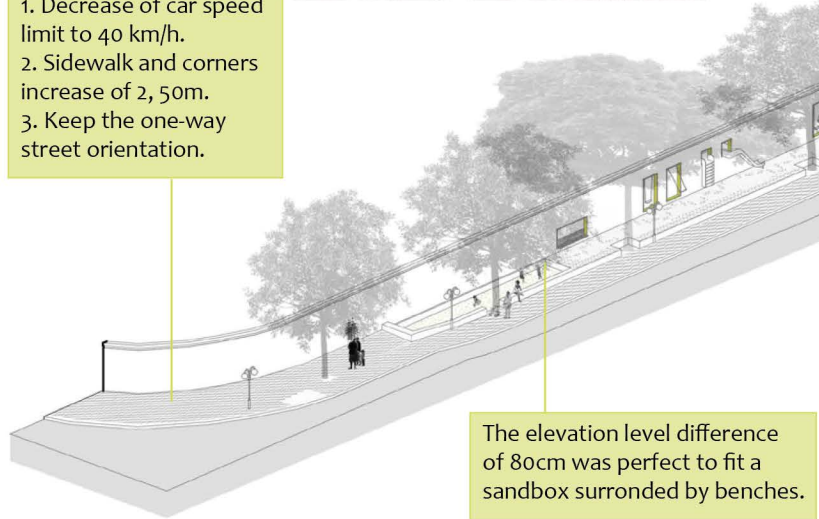 1. Decrease of car speed
limit to 40 km/h.
2. Sidewalk and corners
increase of 2, 50m.
3. Keep the one-way
street orientation.
The elevation level difference
of 80cm was perfect to fit a
sandbox surronded by benches.